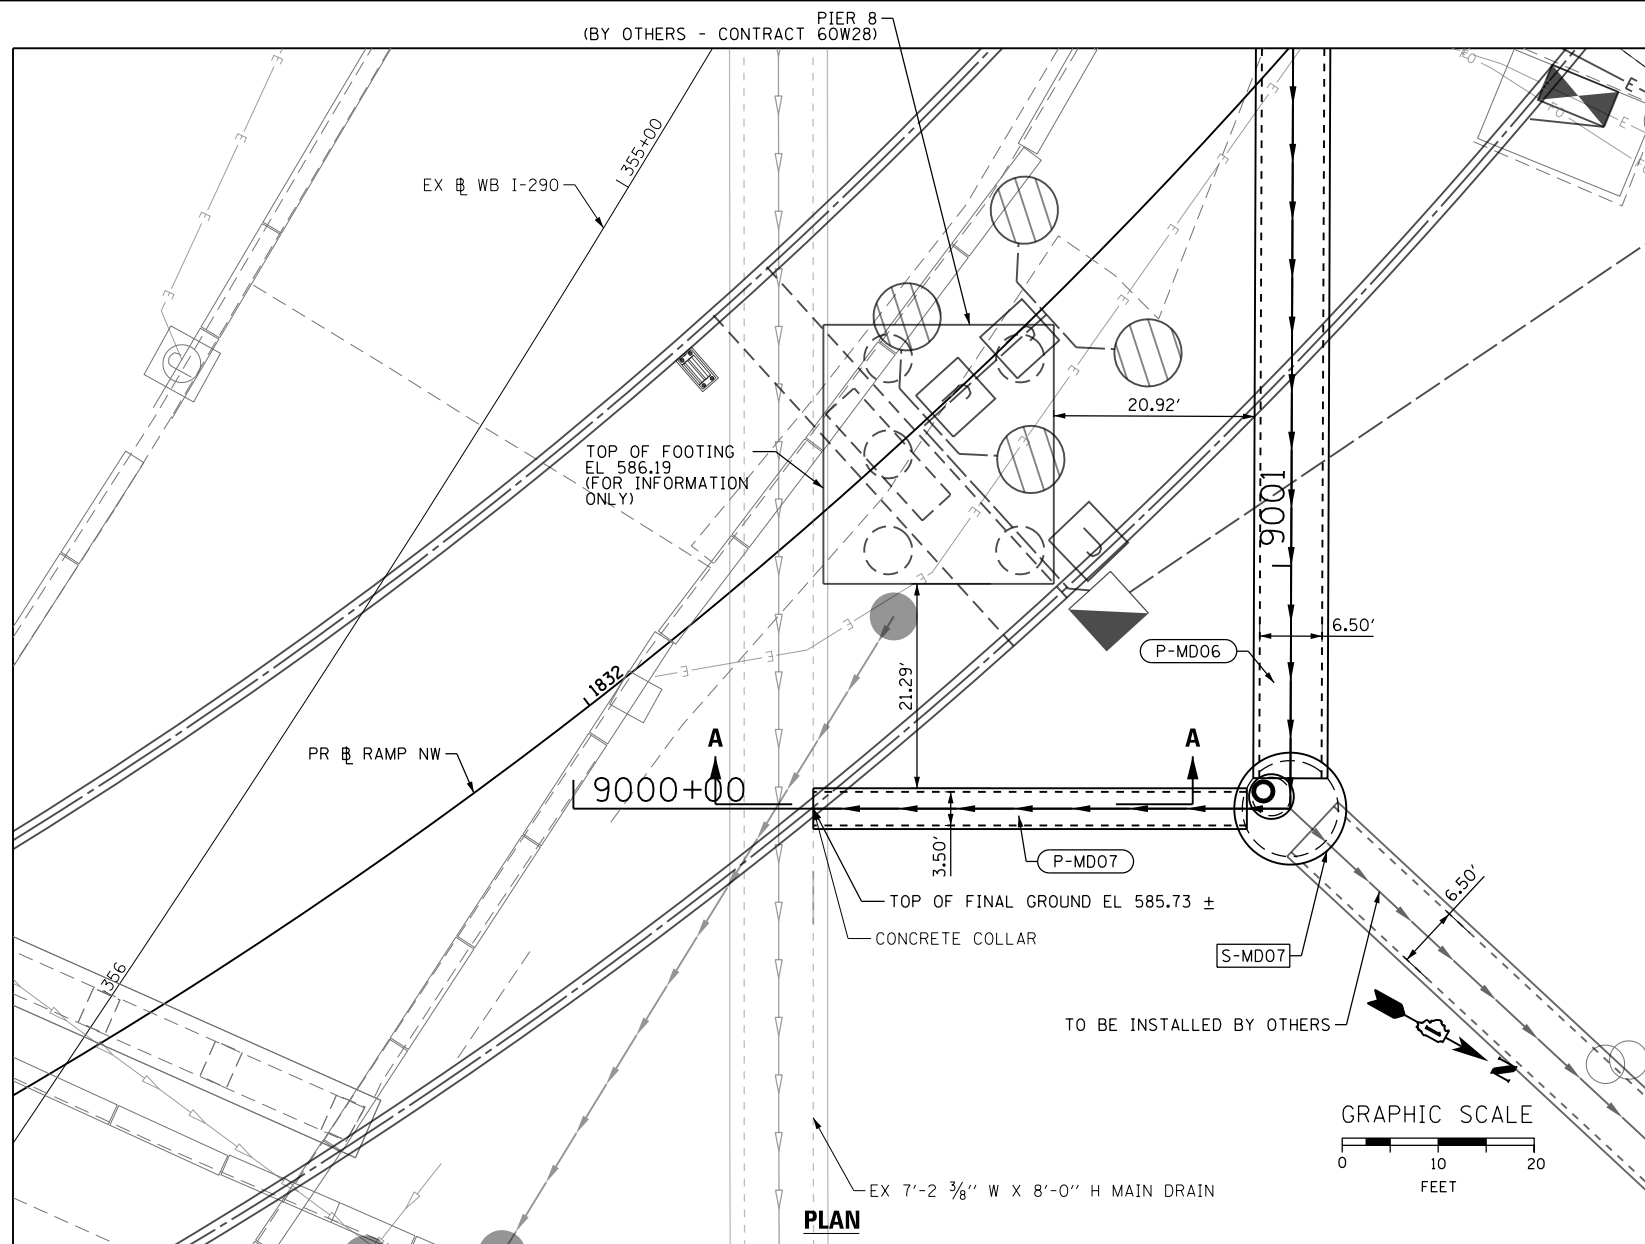 PIER 8
(BY OTHERS - CONTRACT 60W28)
355+00
EX ℄ WB I-290
E
FO
20.92'
TOP OF FOOTING
EL 586.19
(FOR INFORMATION
ONLY)
9001
6.50'
P-MD06
21.29'
1832
PR ℄ RAMP NW
A
A
9000+00
3.50'
P-MD07
TOP OF FINAL GROUND EL 585.73 ±
CONCRETE COLLAR
6.50'
S-MD07
356
TO BE INSTALLED BY OTHERS
N
GRAPHIC SCALE
0 10 20
FEET
EX 7'-2 3/8" W X 8'-0" H MAIN DRAIN
PLAN